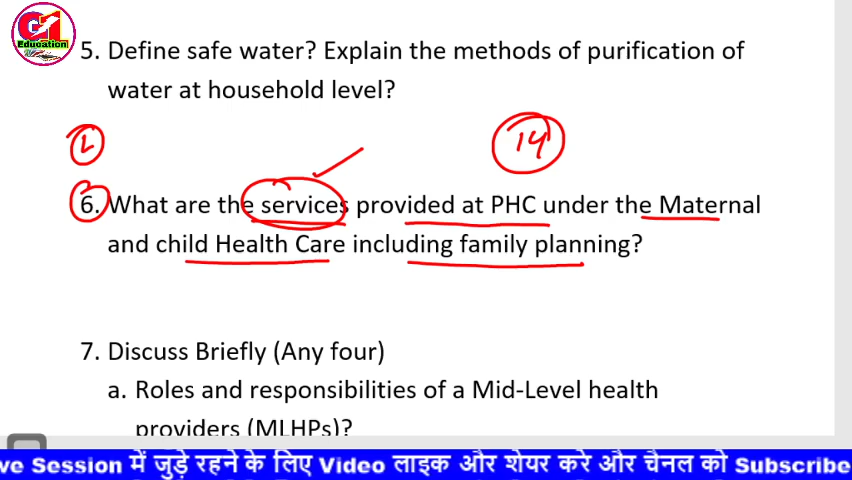 G1
Education
5. Define safe water? Explain the methods of purification of
water at household level?
14
6. What are the services provided at PHC under the Maternal
and child Health Care including family planning?
7. Discuss Briefly (Any four)
a. Roles and responsibilities of a Mid-Level health
providers (MLHPs)?
ve Session में जुड़े रहने के लिए Video लाइक और शेयर करे और चैनल को Subscribe